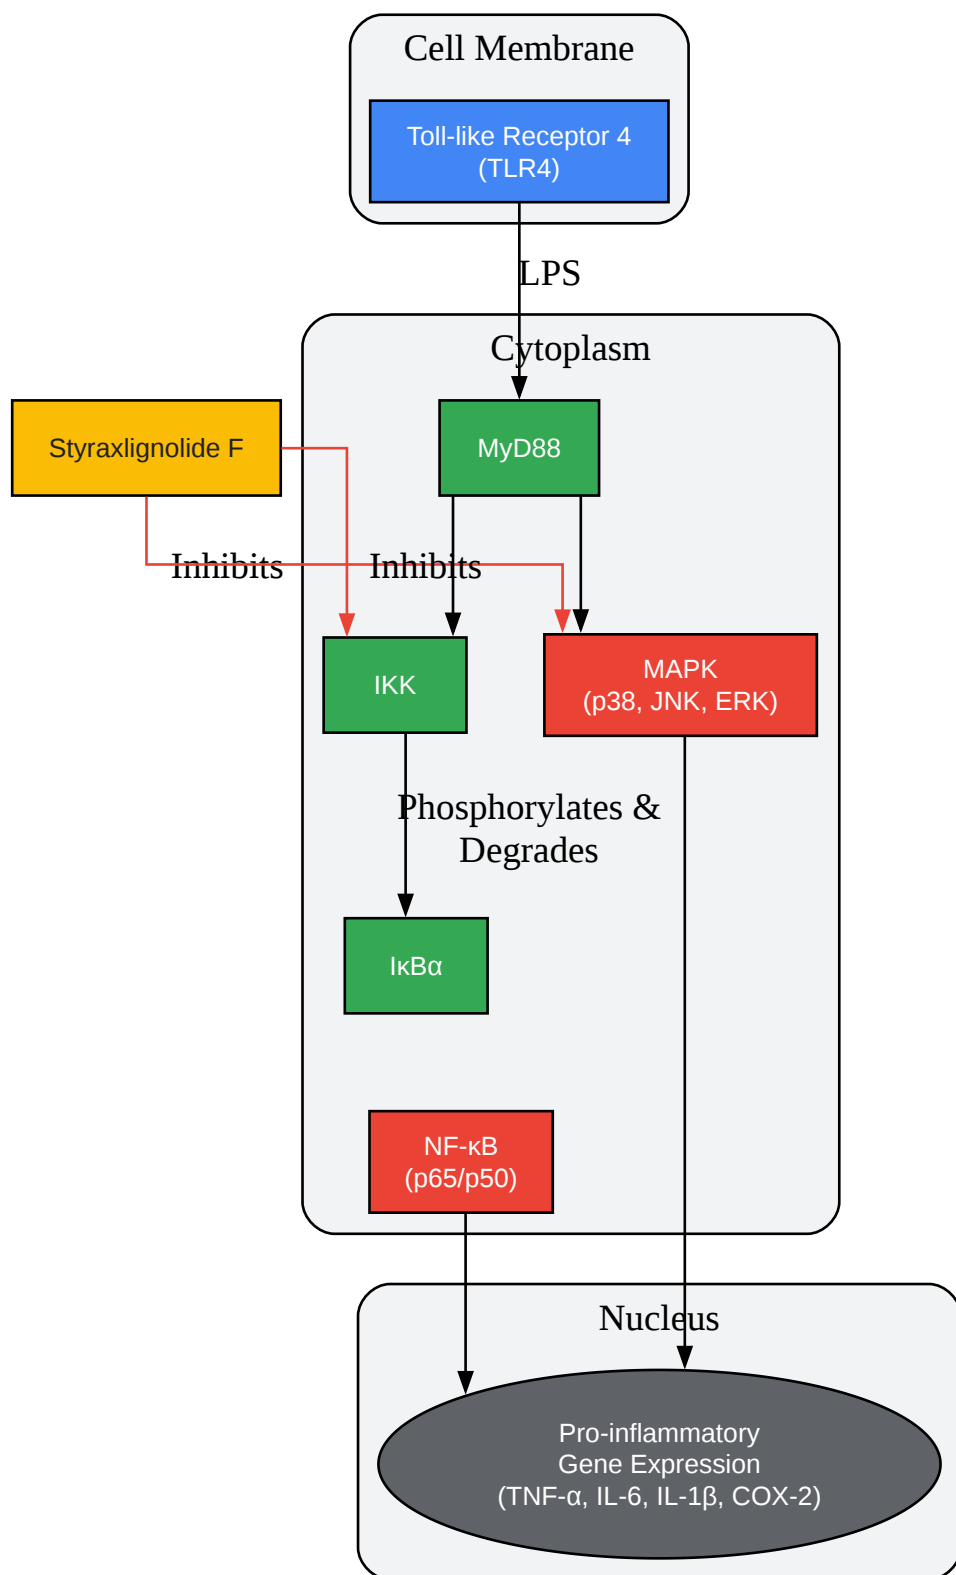 Cell Membrane
Toll-like Receptor 4
(TLR4)
LPS
Cytoplasm
Styraxlignolide F
MyD88
Inhibits
Inhibits
IKK
MAPK
(p38, JNK, ERK)
Phosphorylates &
Degrades
IκBα
NF-κB
(p65/p50)
Nucleus
Pro-inflammatory
Gene Expression
(TNF-α, IL-6, IL-1β, COX-2)